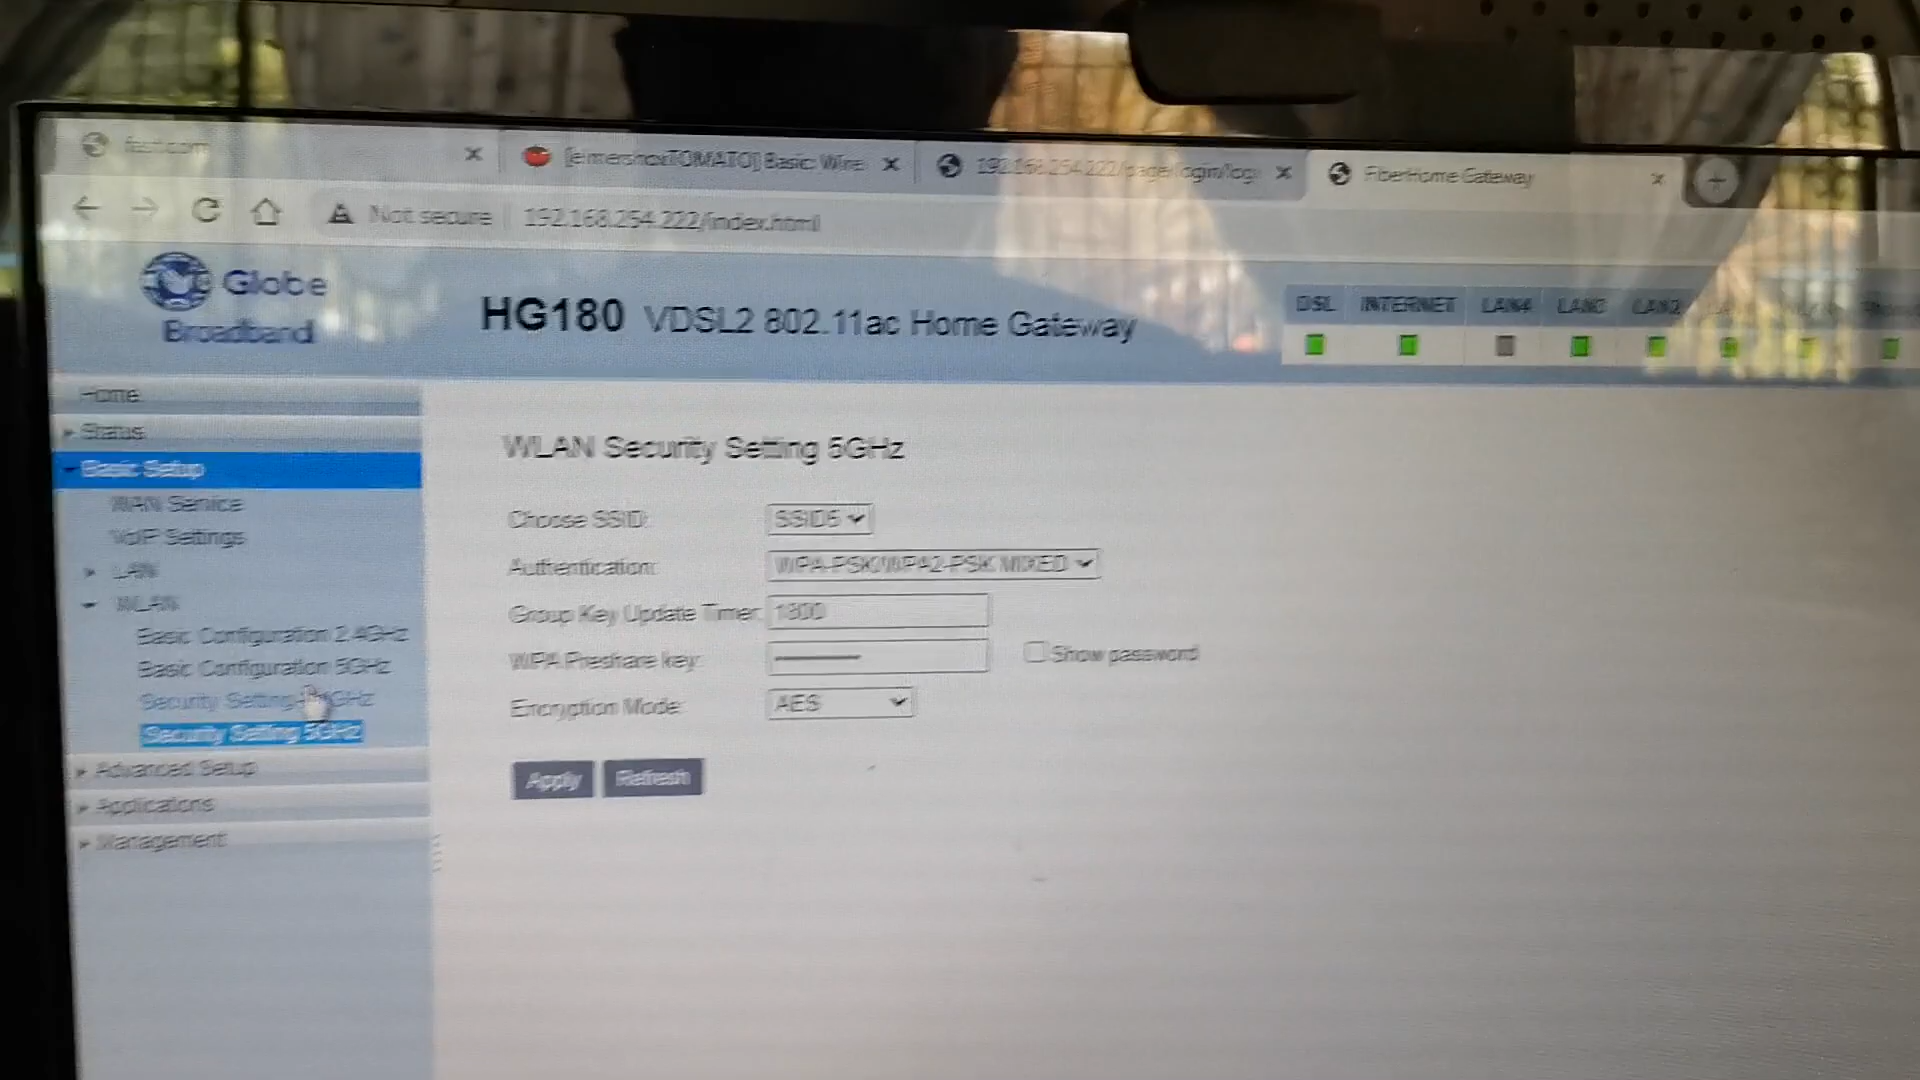 fast.com
[elmershoxTOMATO] Basic: Wire
192.168.254.222/page/login/logi
FiberHome Gateway
Not secure
192.168.254.222/index.html
Globe
Broadband
HG180 VDSL2 802.11ac Home Gateway
DSL INTERNET LAN4 LAN3 LAN2
Home
Status
Basic Setup
WAN Service
VoIP Settings
LAN
WLAN
Basic Configuration 2.4GHz
Basic Configuration 5GHz
Security Setting GHz
Security Setting 5GHz
Advanced Setup
Applications
Management
WLAN Security Setting 5GHz
Choose SSID: SSID5
Authentication: WPA-PSK/WPA2-PSK MIXED
Group Key Update Timer: 1800
WPA Preshare key:
Show password
Encryption Mode: AES
Apply Refresh